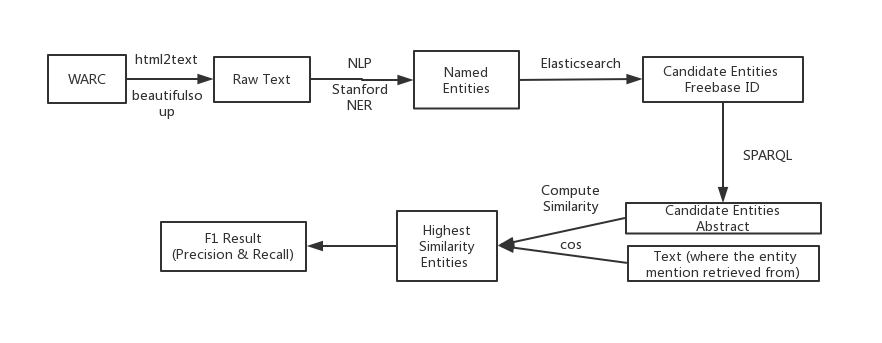 html2text
WARC
beautifulso
up
Raw Text
NLP
Stanford
NER
Named
Entities
Elasticsearch
Candidate Entities
Freebase ID
SPARQL
Candidate Entities
Abstract
Text (where the entity
mention retrieved from)
Compute
Similarity
cos
Highest
Similarity
Entities
F1 Result
(Precision & Recall)